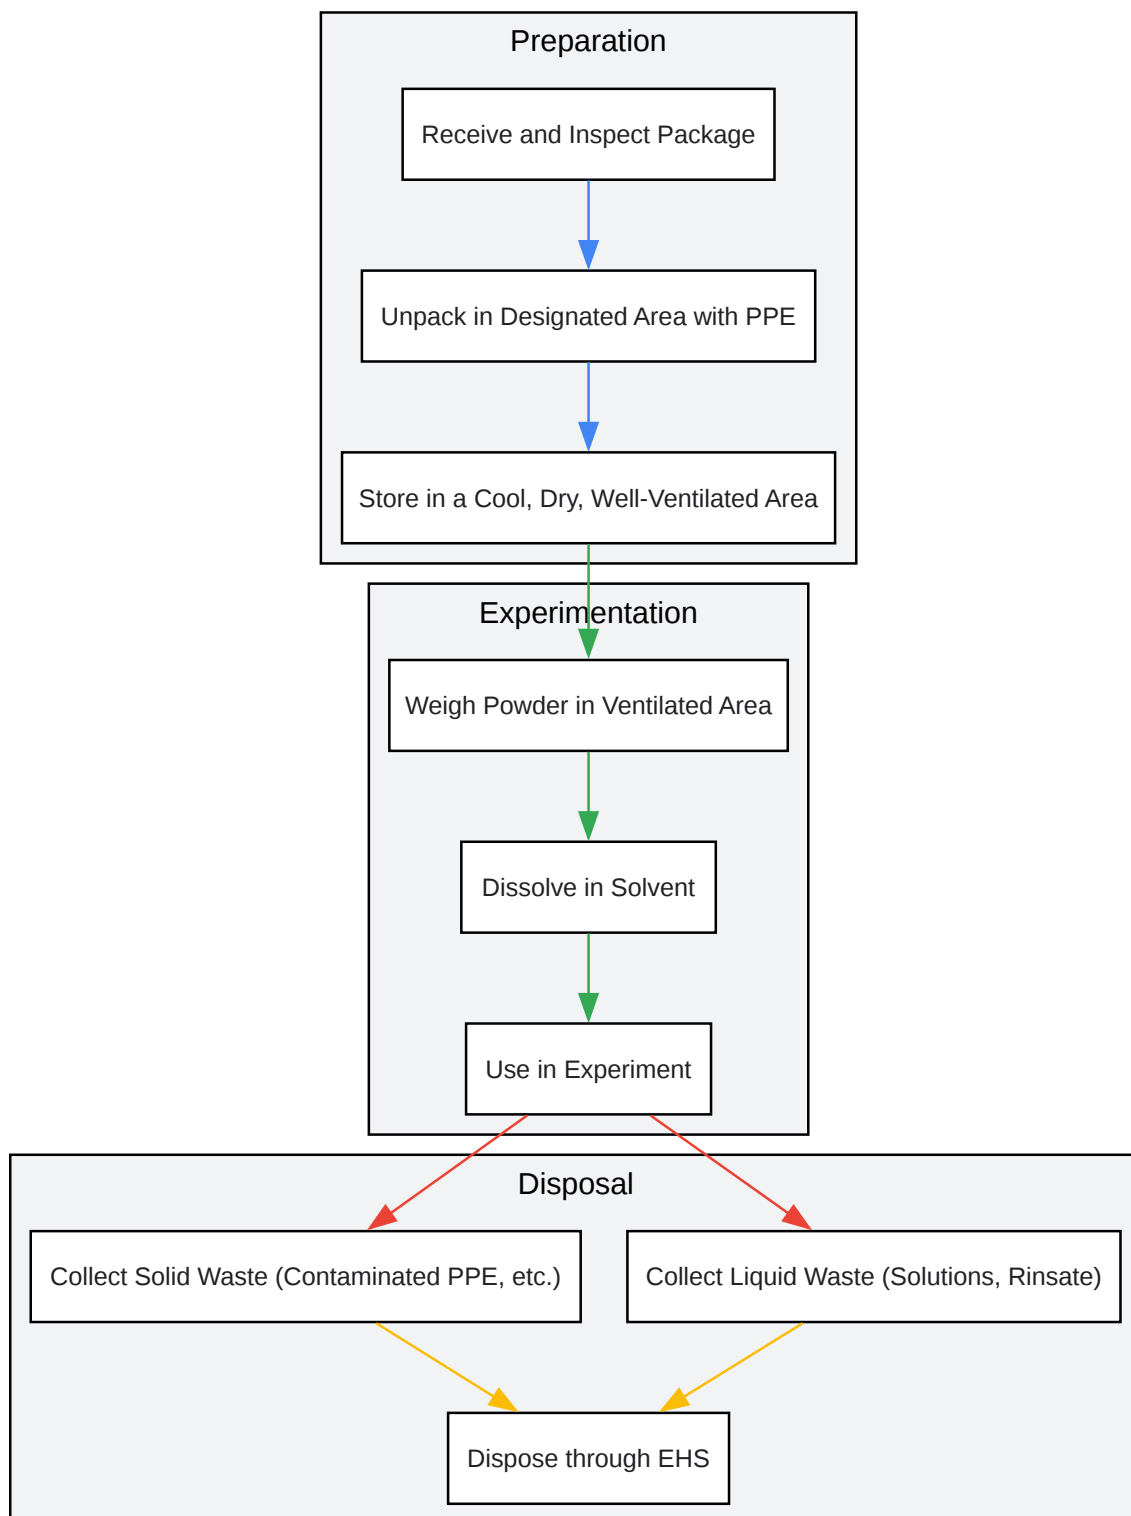 Preparation
Receive and Inspect Package
Unpack in Designated Area with PPE
Store in a Cool, Dry, Well-Ventilated Area
Experimentation
Weigh Powder in Ventilated Area
Dissolve in Solvent
Use in Experiment
Disposal
Collect Solid Waste (Contaminated PPE, etc.)
Collect Liquid Waste (Solutions, Rinsate)
Dispose through EHS